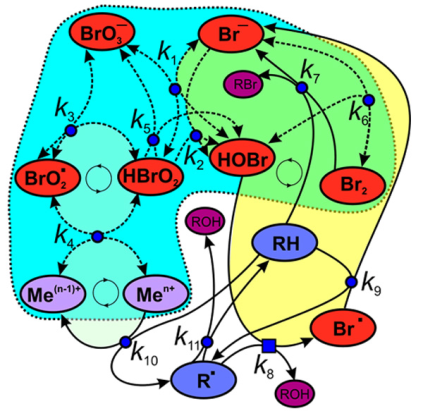 BrO₃⁻
Br⁻
k₁
k₇
RBr
k₃
k₅
k₆
k₂
HOBr
BrO₂•
HBrO₂
Br₂
ROH
k₄
RH
Me⁽ⁿ⁻¹⁾⁺
Meⁿ⁺
k₉
Br•
k₁₀
k₁₁
k₈
R•
ROH